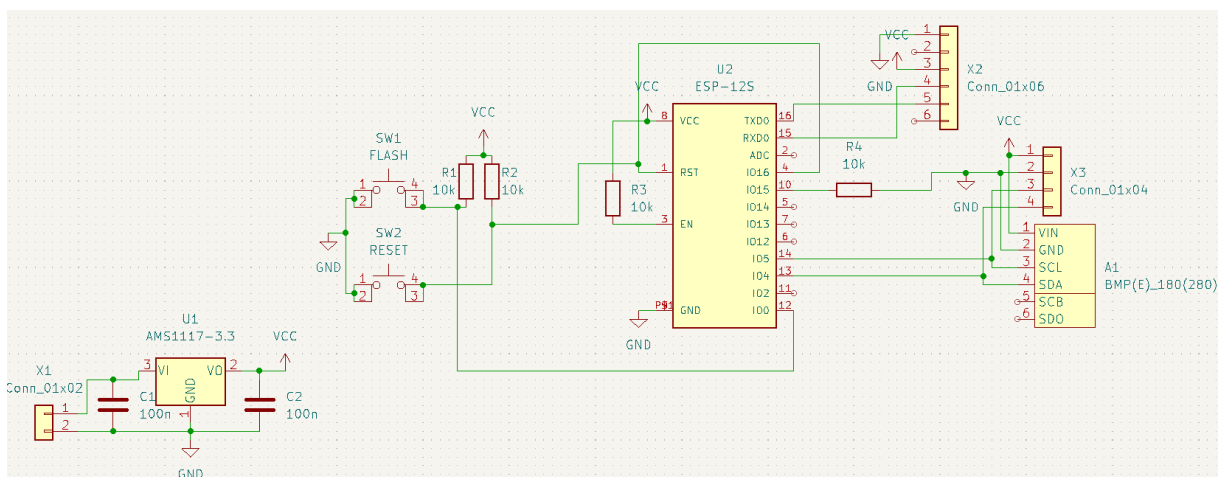 VCC
1
2
3
4
5
6
GND
X2
Conn_01x06
U2
ESP-12S
VCC
8
VCC
TXD0
16
RXD0
15
ADC
2
1
RST
IO16
4
IO15
10
IO14
5
3
EN
IO13
7
IO12
6
IO5
14
IO4
13
IO2
11
GND
IO0
12
GND
R3
10k
R4
10k
VCC
1
2
3
4
GND
X3
Conn_01x04
1
VIN
2
GND
3
SCL
4
SDA
5
SCB
6
SDO
A1
BMP(E)_180(280)
VCC
SW1
FLASH
1
2
4
3
R1
10k
R2
10k
SW2
RESET
1
2
4
3
GND
U1
AMS1117-3.3
3
VI
VO
2
GND
1
VCC
X1
Conn_01x02
1
2
C1
100n
C2
100n
GND